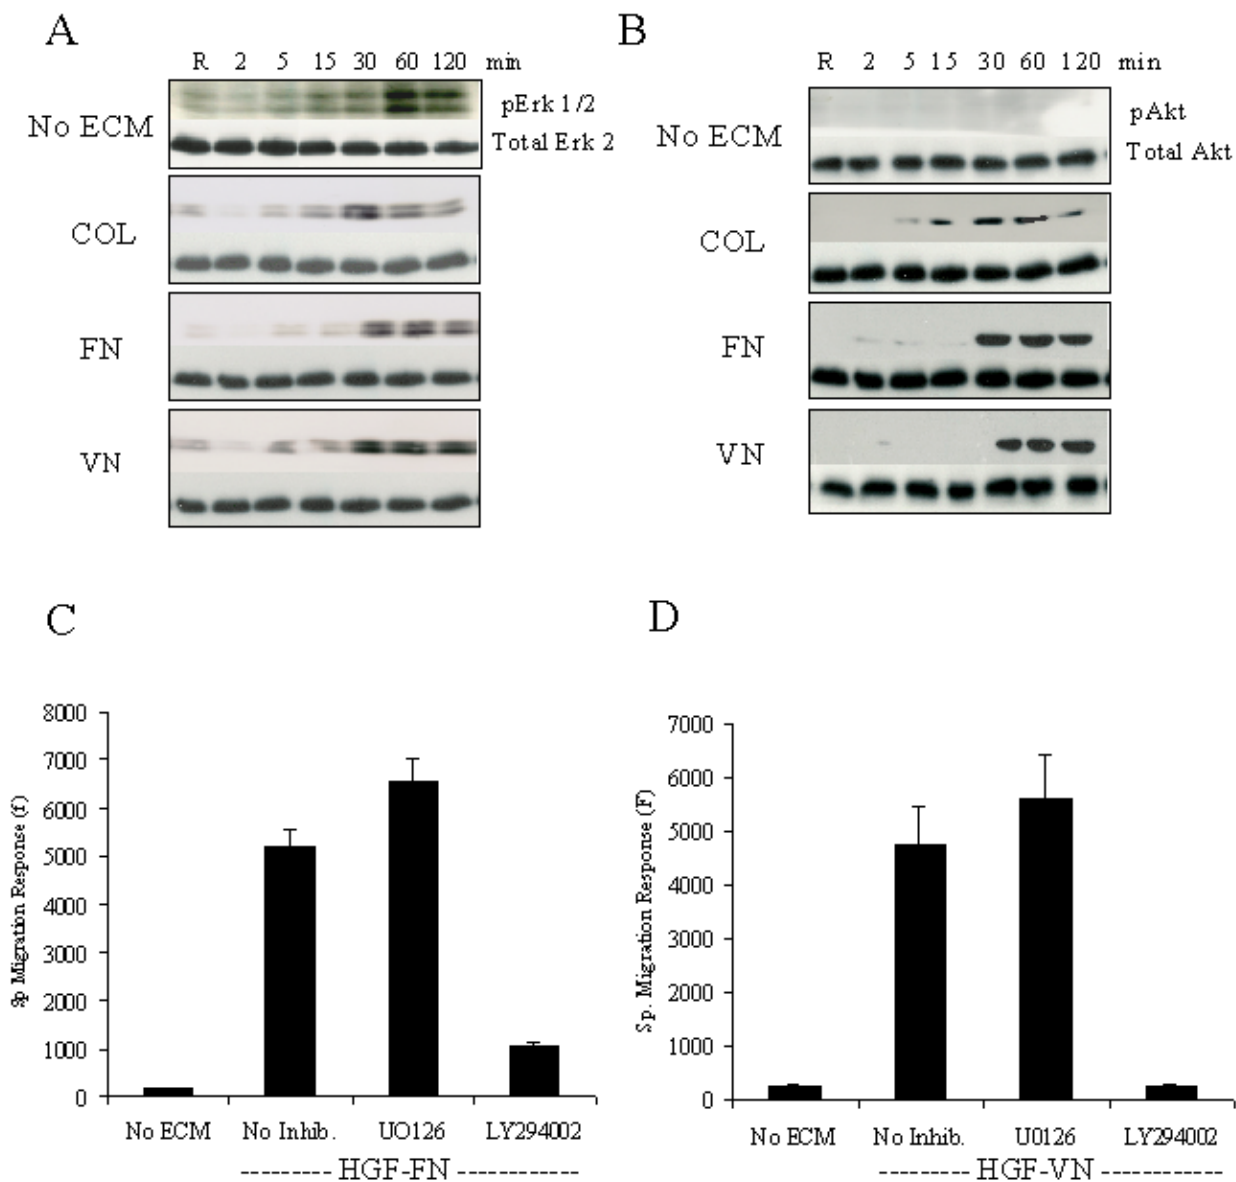 A
R 2 5 15 30 60 120 min
No ECM
pErk 1/2
Total Erk 2
COL
FN
VN
B
R 2 5 15 30 60 120 min
No ECM
pAkt
Total Akt
COL
FN
VN
C
Sp Migration Response (f)
8000
7000
6000
5000
4000
3000
2000
1000
0
No ECM No Inhib. UO126 LY294002
--------- HGF-FN ------------
D
Sp. Migration Response (F)
7000
6000
5000
4000
3000
2000
1000
0
No ECM No Inhib. U0126 LY294002
--------- HGF-VN ------------